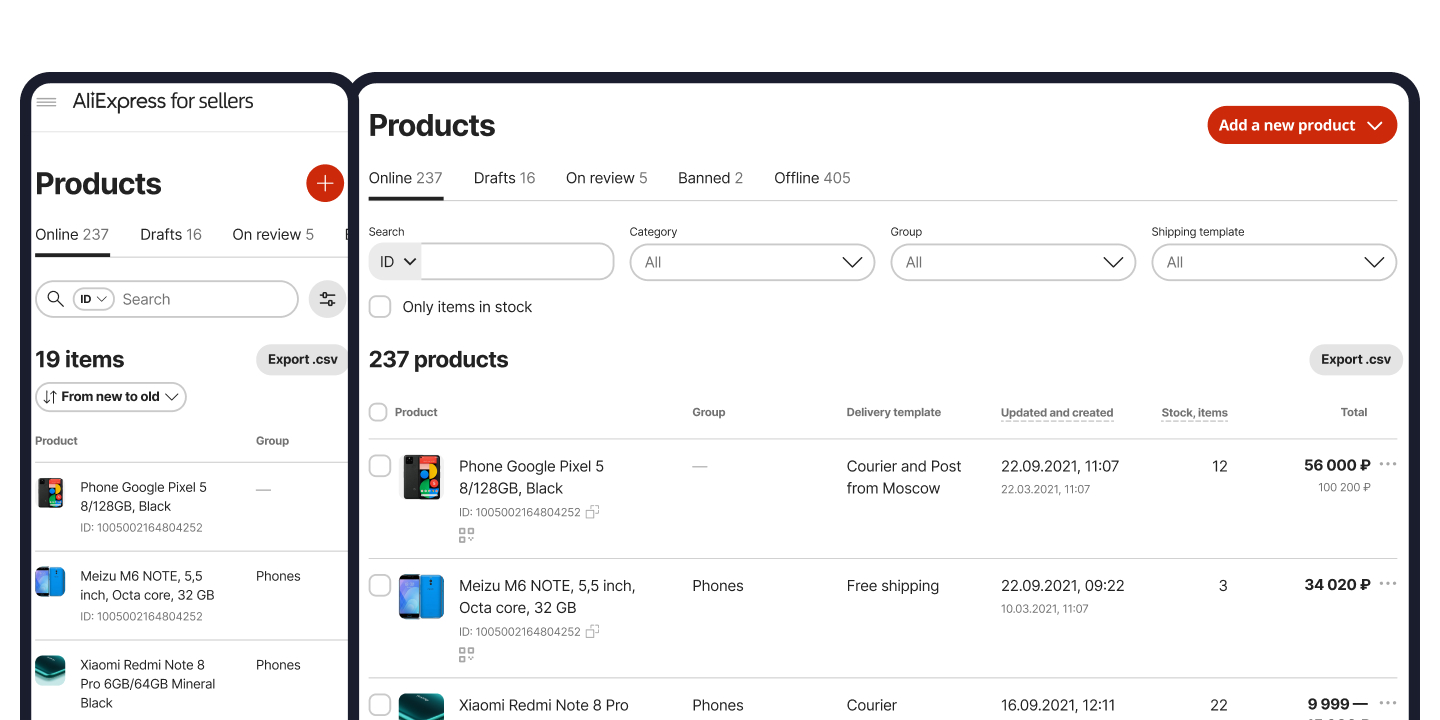 AliExpress for sellers
Products
Online 237 Drafts 16 On review 5
ID Search
19 items Export .csv
From new to old
Product Group
Phone Google Pixel 5 —
8/128GB, Black
ID: 1005002164804252
Meizu M6 NOTE, 5,5 Phones
inch, Octa core, 32 GB
ID: 1005002164804252
Xiaomi Redmi Note 8 Phones
Pro 6GB/64GB Mineral
Black
Products Add a new product
Online 237 Drafts 16 On review 5 Banned 2 Offline 405
Search Category Group Shipping template
ID All All All
Only items in stock
237 products Export .csv
Product Group Delivery template Updated and created Stock, items Total
Phone Google Pixel 5 — Courier and Post 22.09.2021, 11:07 12 56 000 ₽
8/128GB, Black from Moscow 22.03.2021, 11:07 100 200 ₽
ID: 1005002164804252
Meizu M6 NOTE, 5,5 inch, Phones Free shipping 22.09.2021, 09:22 3 34 020 ₽
Octa core, 32 GB 10.03.2021, 11:07
ID: 1005002164804252
Xiaomi Redmi Note 8 Pro Phones Courier 16.09.2021, 12:11 22 9 999 —